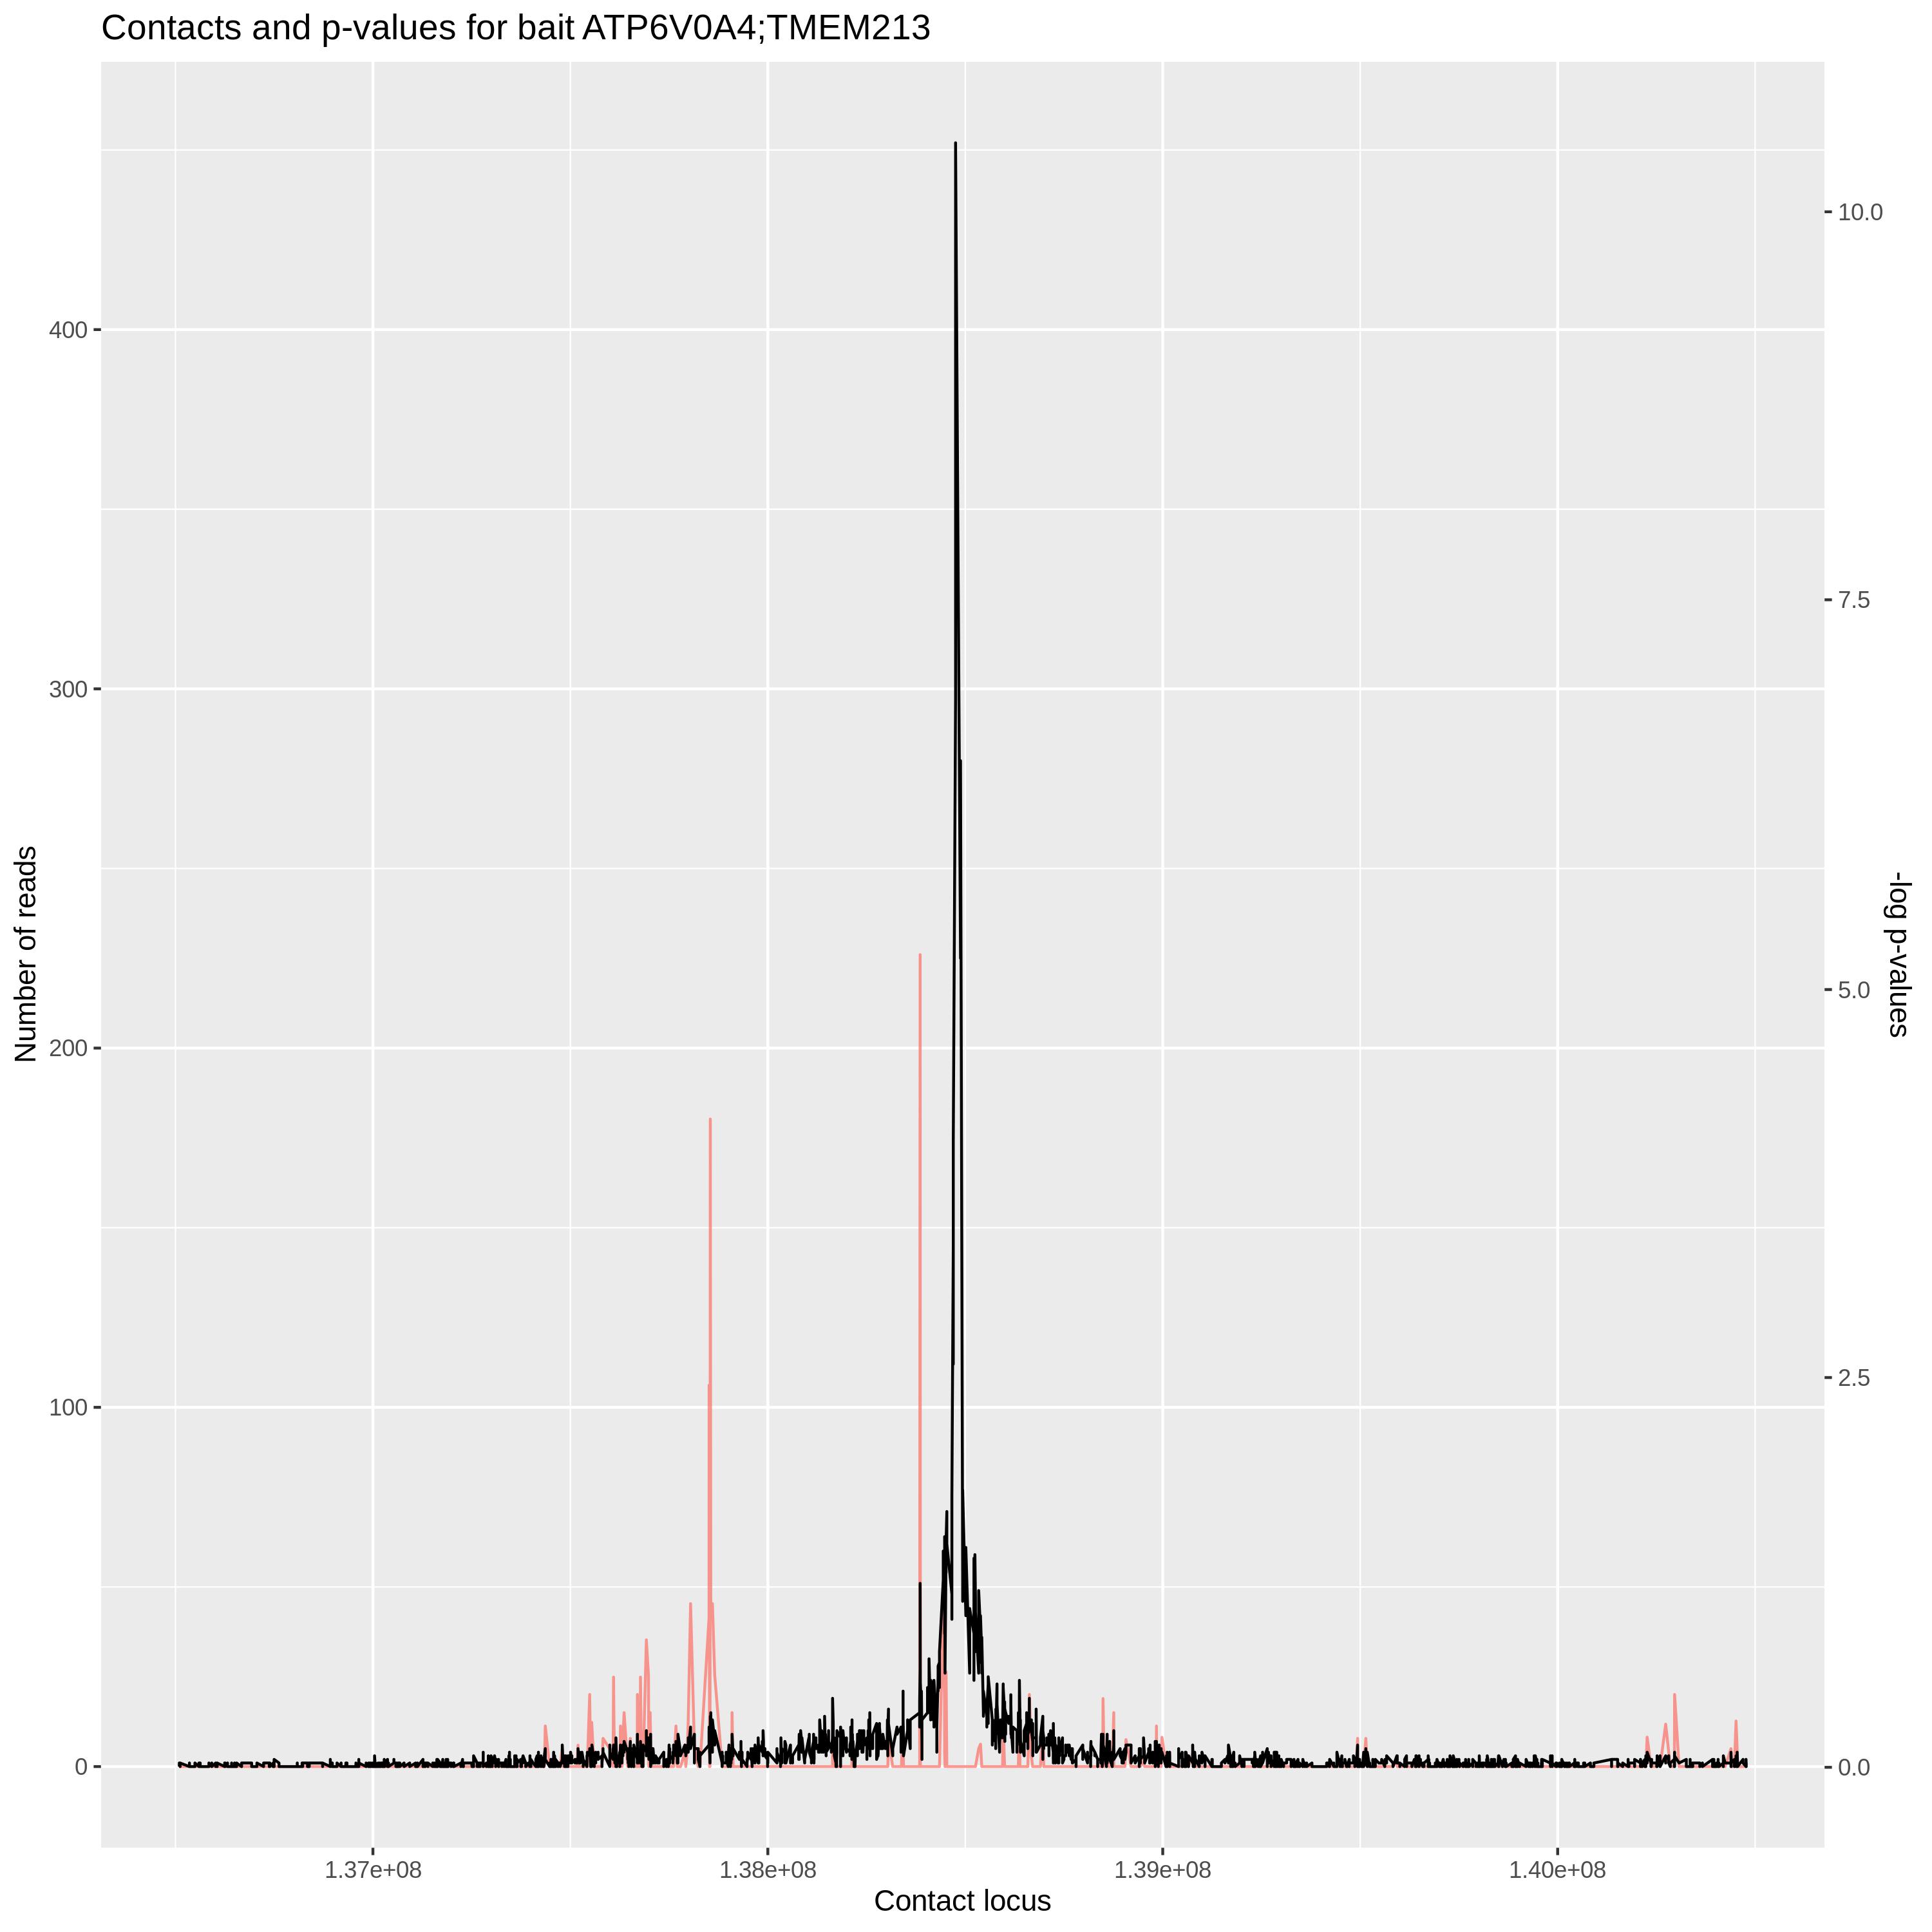 Contacts and p-values for bait ATP6V0A4;TMEM213
10.0
400
7.5
300
Number of reads
-log p-values
5.0
200
2.5
100
0
0.0
1.37e+08
1.38e+08
1.39e+08
1.40e+08
Contact locus